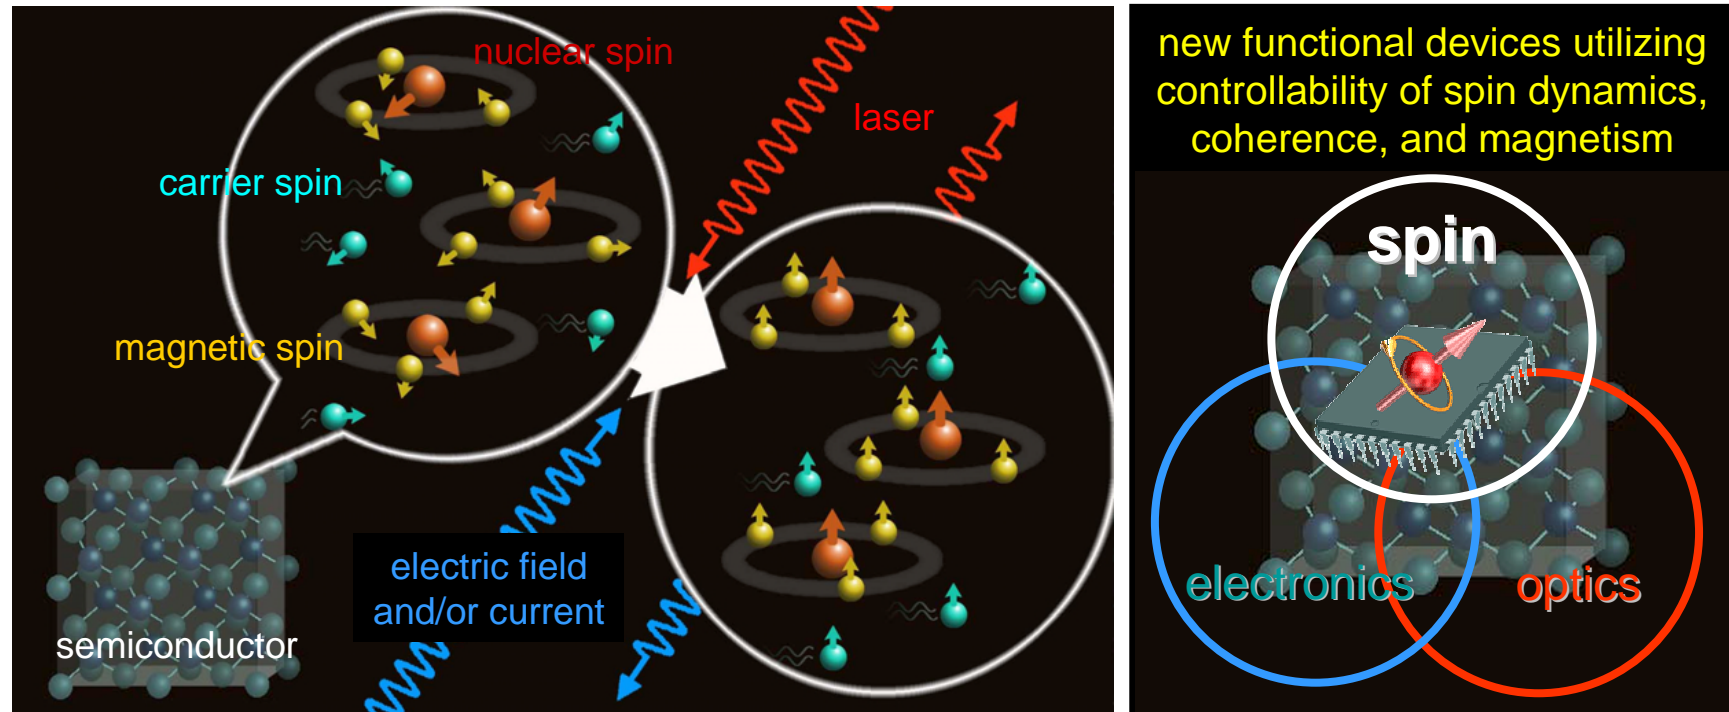 nuclear spin
laser
carrier spin
magnetic spin
electric field
and/or current
semiconductor
new functional devices utilizing
controllability of spin dynamics,
coherence, and magnetism
spin
electronics
optics